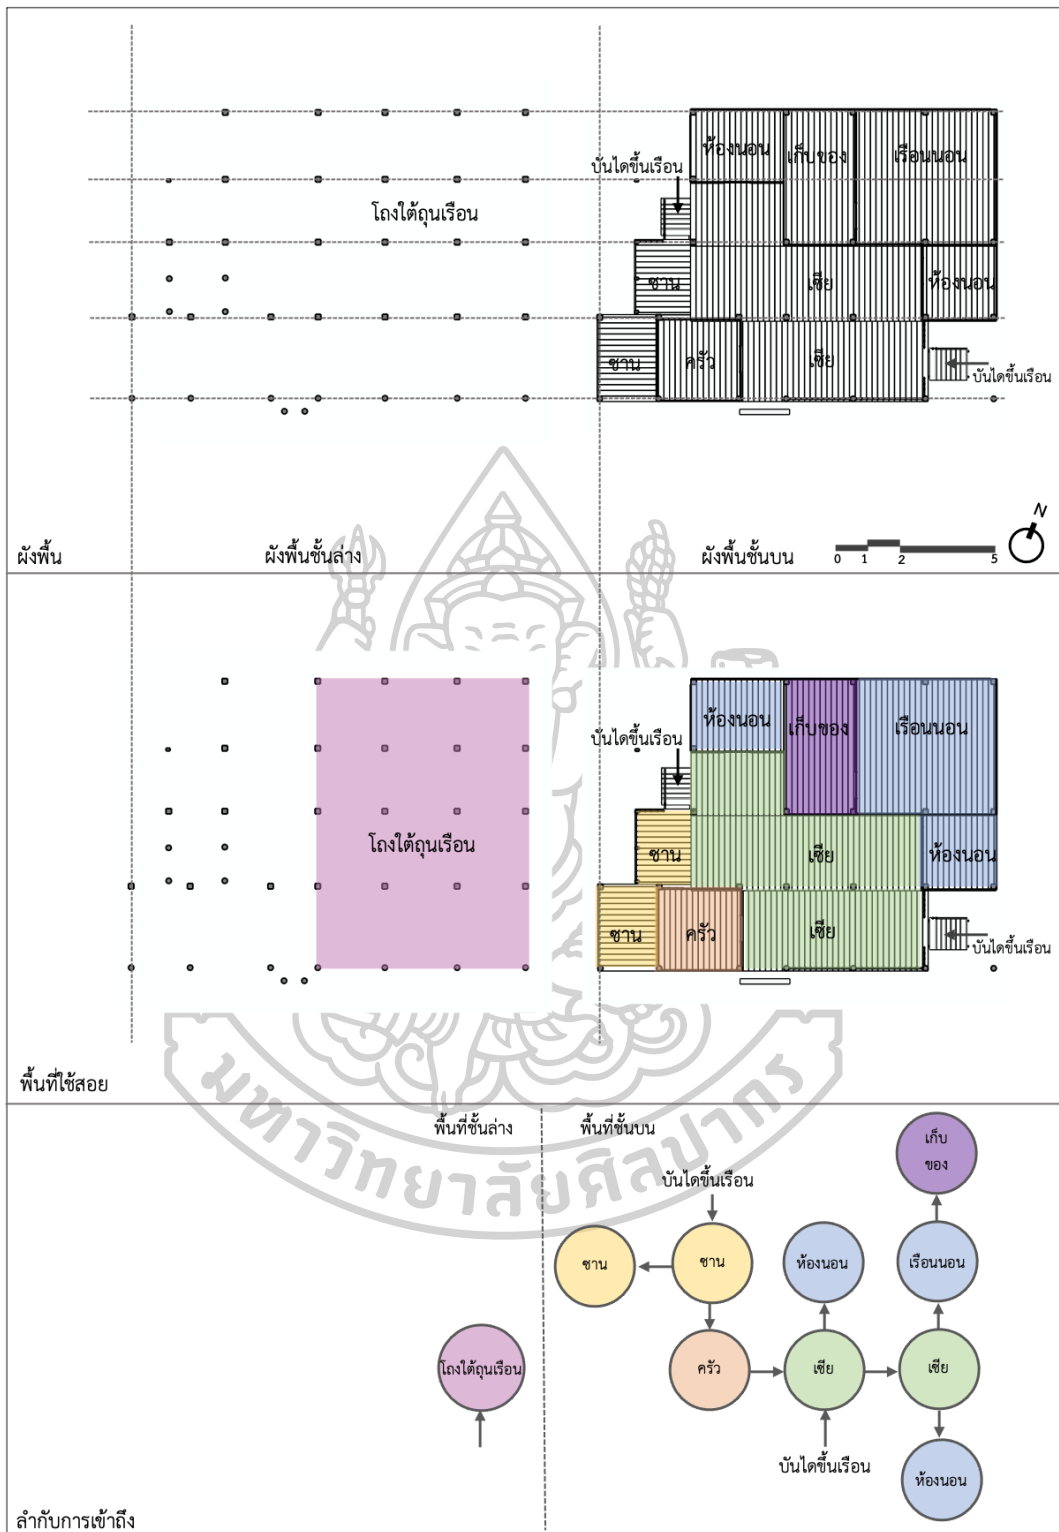 ห้องนอน
เก็บของ
เรือนนอน
บันไดขึ้นเรือน
โถงใต้ถุนเรือน
ชาน
เชีย
ห้องนอน
ชาน
ครัว
เชีย
บันไดขึ้นเรือน
N
0 1 2 5
ผังพื้น
ผังพื้นชั้นล่าง
ผังพื้นชั้นบน
ห้องนอน
เก็บของ
เรือนนอน
บันไดขึ้นเรือน
โถงใต้ถุนเรือน
ชาน
เชีย
ห้องนอน
ชาน
ครัว
เชีย
บันไดขึ้นเรือน
พื้นที่ใช้สอย
มหาวิทยาลัยศิลปากร
พื้นที่ชั้นล่าง
พื้นที่ชั้นบน
เก็บ
ของ
บันไดขึ้นเรือน
ชาน
ชาน
ห้องนอน
เรือนนอน
โถงใต้ถุนเรือน
ครัว
เชีย
เชีย
บันไดขึ้นเรือน
ห้องนอน
ลำกับการเข้าถึง